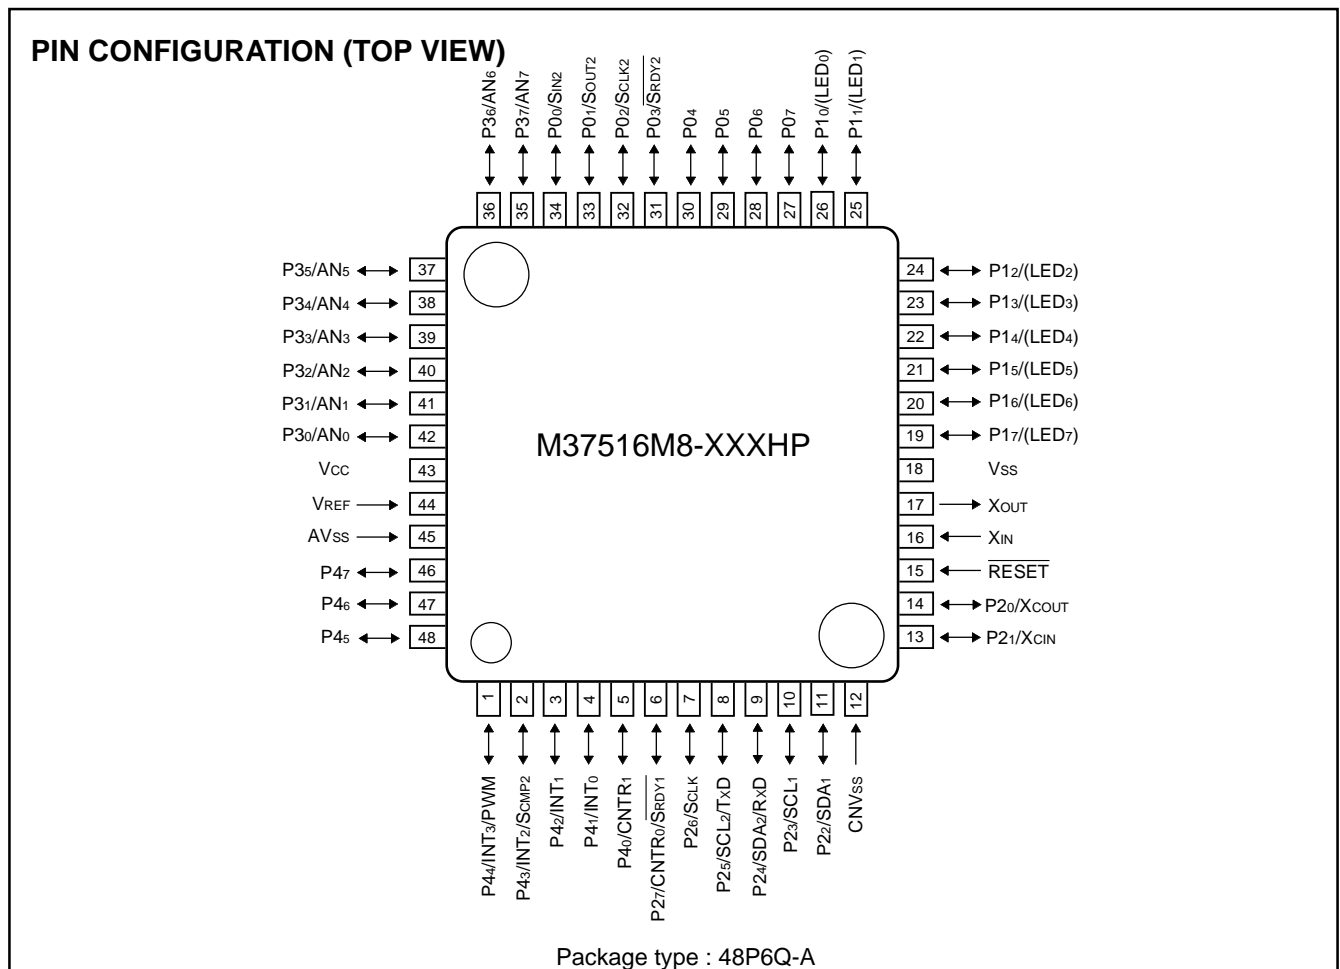 PIN CONFIGURATION (TOP VIEW)
P36/AN6
P37/AN7
P00/SIN2
P01/SOUT2
P02/SCLK2
P03/SRDY2
P04
P05
P06
P07
P10/(LED0)
P11/(LED1)
36
35
34
33
32
31
30
29
28
27
26
25
P35/AN5 37
P34/AN4 38
P33/AN3 39
P32/AN2 40
P31/AN1 41
P30/AN0 42
VCC 43
VREF 44
AVSS 45
P47 46
P46 47
P45 48
M37516M8-XXXHP
24 P12/(LED2)
23 P13/(LED3)
22 P14/(LED4)
21 P15/(LED5)
20 P16/(LED6)
19 P17/(LED7)
18 VSS
17 XOUT
16 XIN
15 RESET
14 P20/XCOUT
13 P21/XCIN
1
2
3
4
5
6
7
8
9
10
11
12
P44/INT3/PWM
P43/INT2/SCMP2
P42/INT1
P41/INT0
P40/CNTR1
P27/CNTR0/SRDY1
P26/SCLK
P25/SCL2/TxD
P24/SDA2/RxD
P23/SCL1
P22/SDA1
CNVSS
Package type : 48P6Q-A